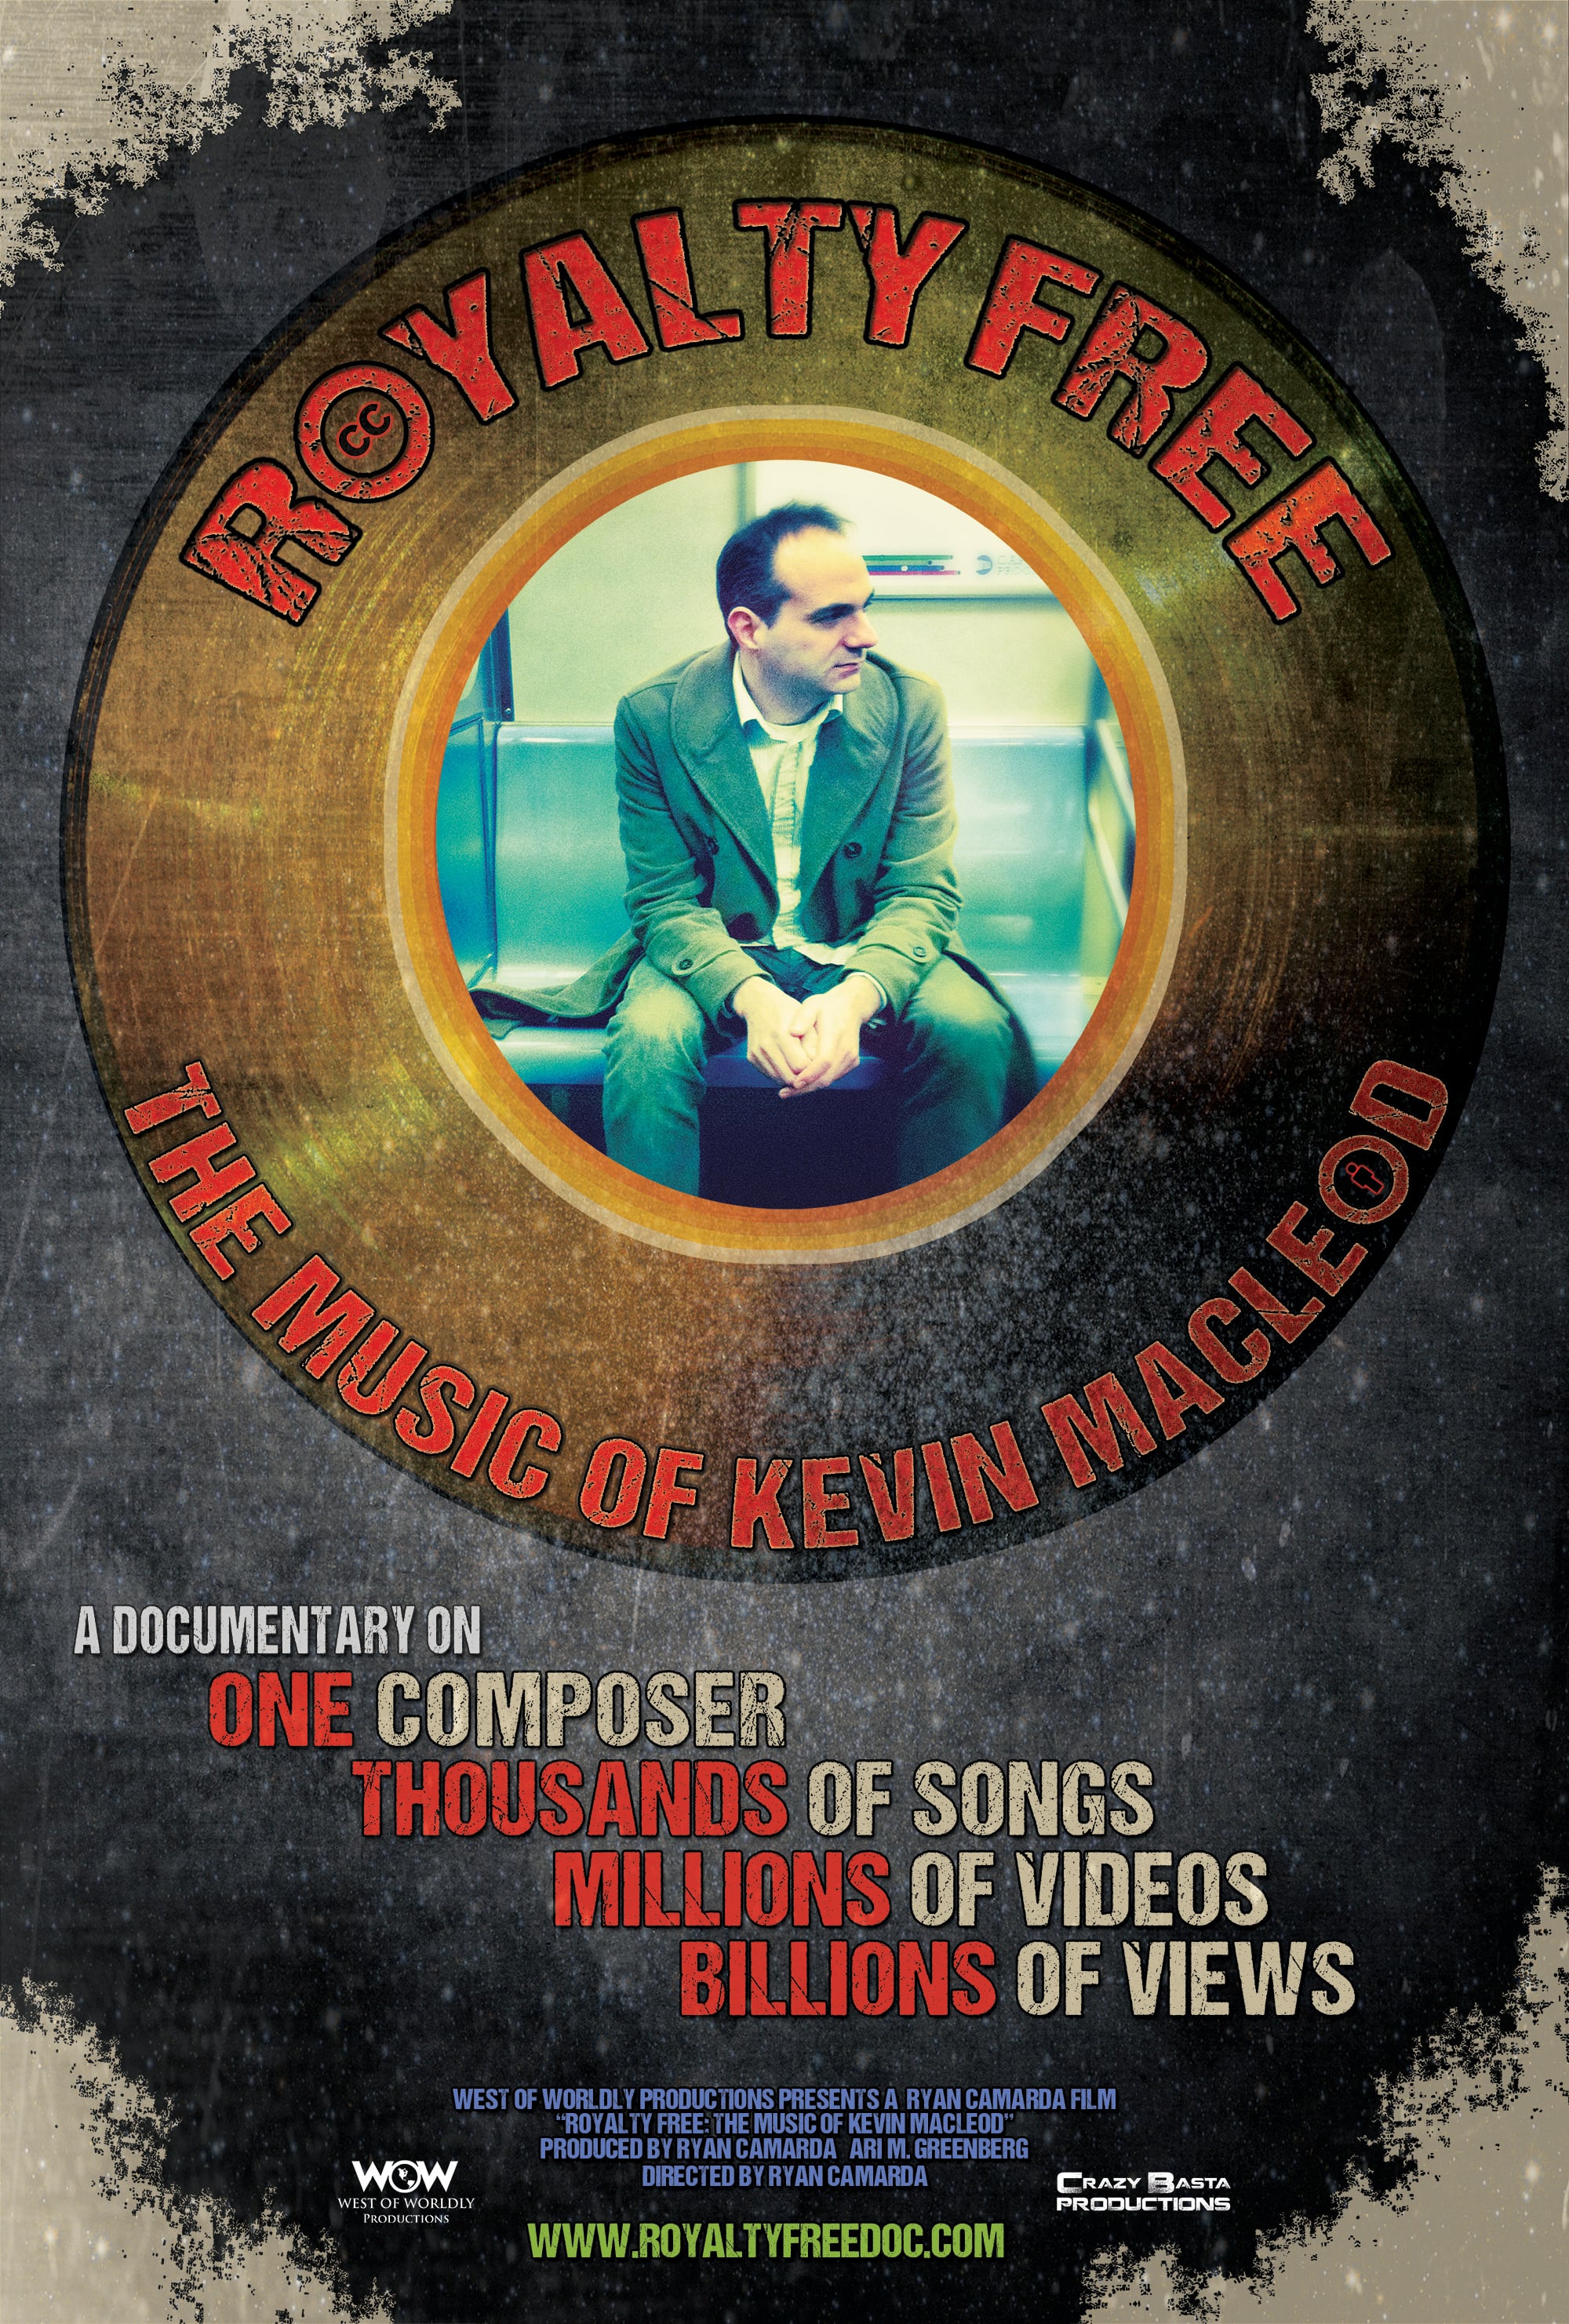 ROYALTY FREE
CC
THE MUSIC OF KEVIN MACLEOD
A DOCUMENTARY ON
ONE COMPOSER
THOUSANDS OF SONGS
MILLIONS OF VIDEOS
BILLIONS OF VIEWS
WEST OF WORLDLY PRODUCTIONS PRESENTS A RYAN CAMARDA FILM
“ROYALTY FREE: THE MUSIC OF KEVIN MACLEOD”
PRODUCED BY RYAN CAMARDA ARI M. GREENBERG
DIRECTED BY RYAN CAMARDA
WOW
WEST OF WORLDLY
PRODUCTIONS
CRAZY BASTA
PRODUCTIONS
WWW.ROYALTYFREEDOC.COM